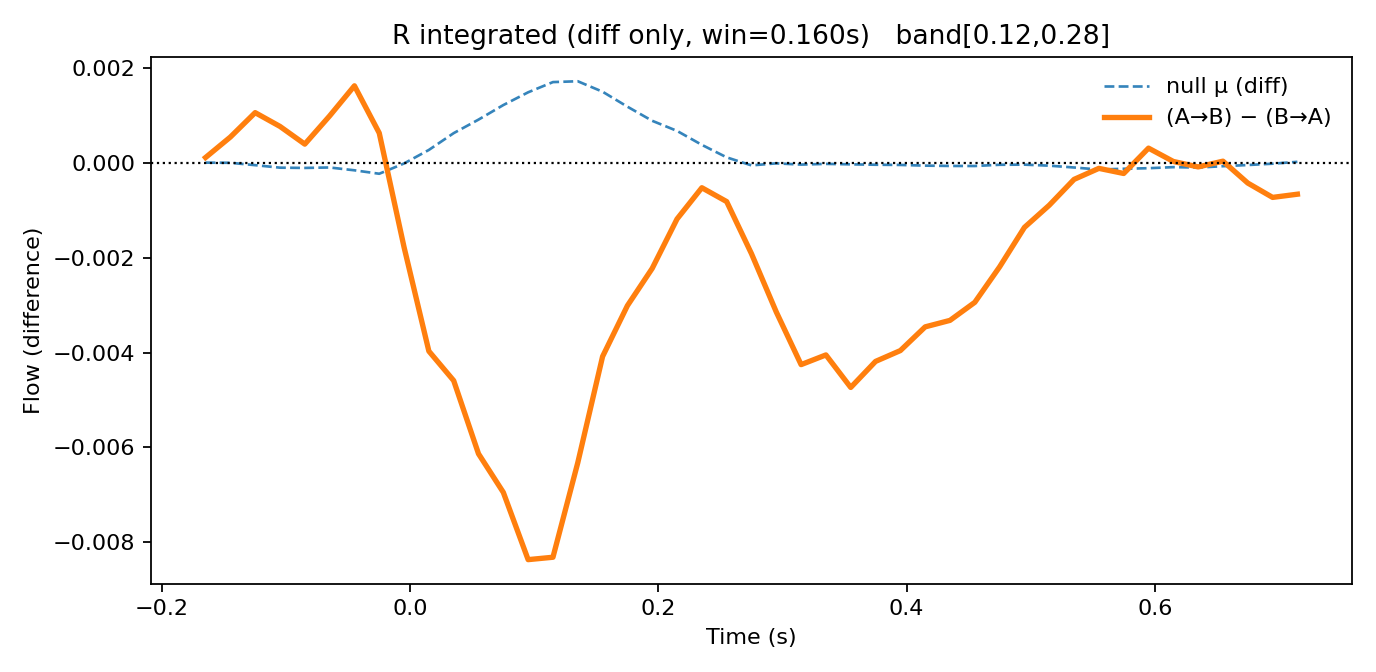 R integrated (diff only, win=0.160s)   band[0.12,0.28]
null μ (diff)
(A→B) − (B→A)
Flow (difference)
0.002
0.000
−0.002
−0.004
−0.006
−0.008
−0.2
0.0
0.2
0.4
0.6
Time (s)